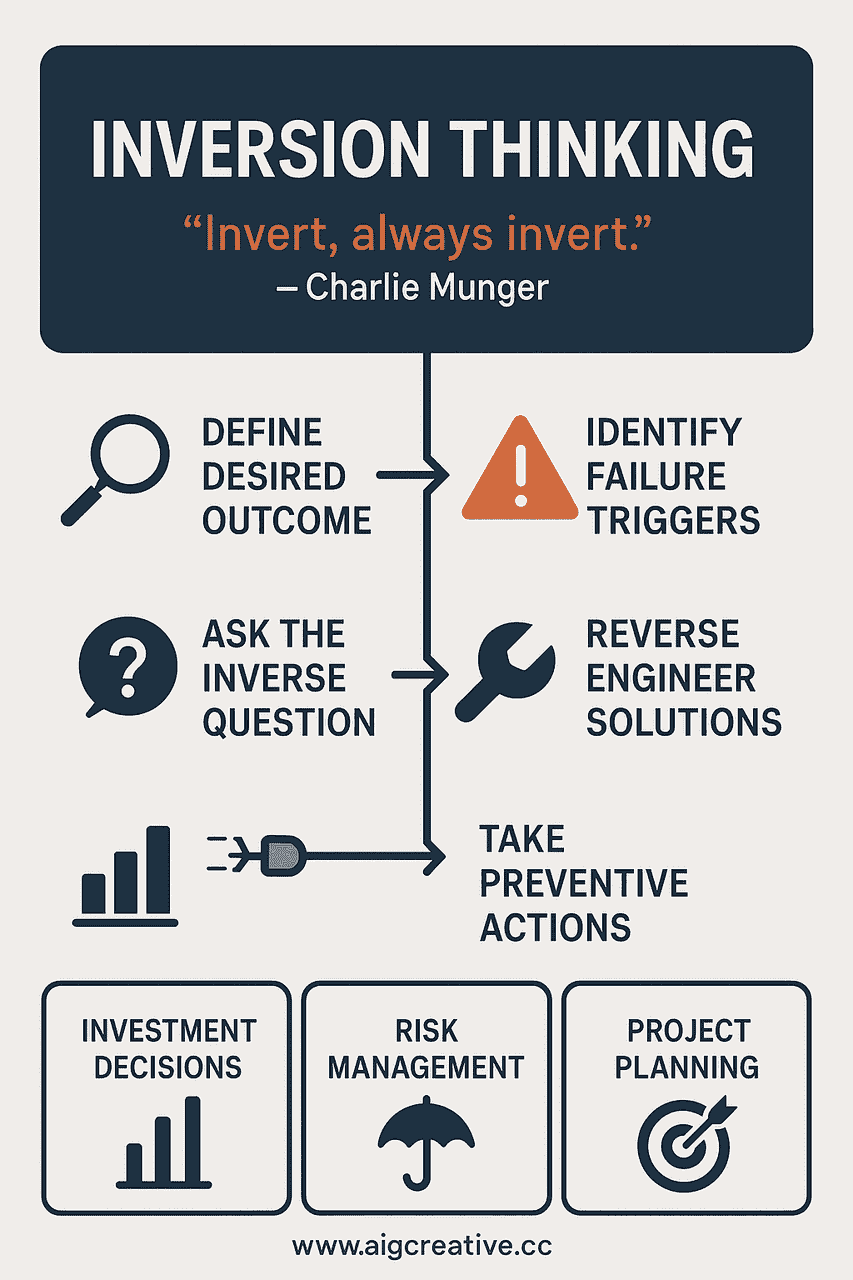 INVERSION THINKING
“Invert, always invert.”
– Charlie Munger
DEFINE
DESIRED
OUTCOME
IDENTIFY
FAILURE
TRIGGERS
ASK THE
INVERSE
QUESTION
REVERSE
ENGINEER
SOLUTIONS
TAKE
PREVENTIVE
ACTIONS
INVESTMENT
DECISIONS
RISK
MANAGEMENT
PROJECT
PLANNING
www.aigcreative.cc